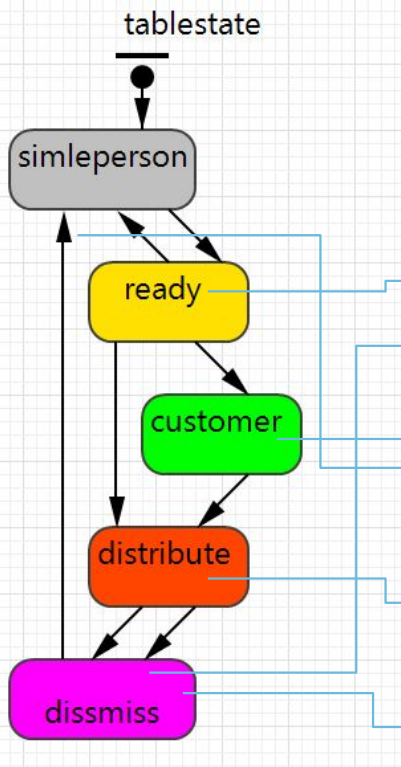 tablestate
simleperson
ready
customer
distribute
dissmiss